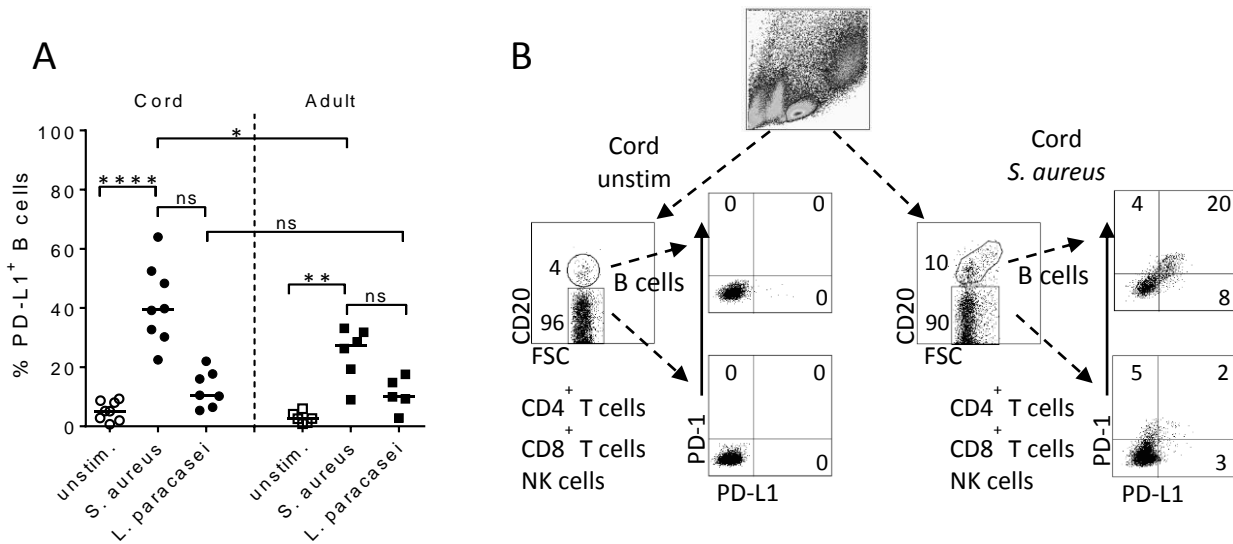 A
Cord
Adult
% PD-L1+ B cells
100
80
60
40
20
0
*
****
ns
ns
**
ns
unstim.
S. aureus
L. paracasei
unstim.
S. aureus
L. paracasei
B
Cord
unstim
4
96
CD20
FSC
B cells
0 0
0
CD4+ T cells
CD8+ T cells
NK cells
0 0
0
PD-1
PD-L1
Cord
S. aureus
10
90
CD20
FSC
B cells
4 20
8
CD4+ T cells
CD8+ T cells
NK cells
5 2
3
PD-1
PD-L1